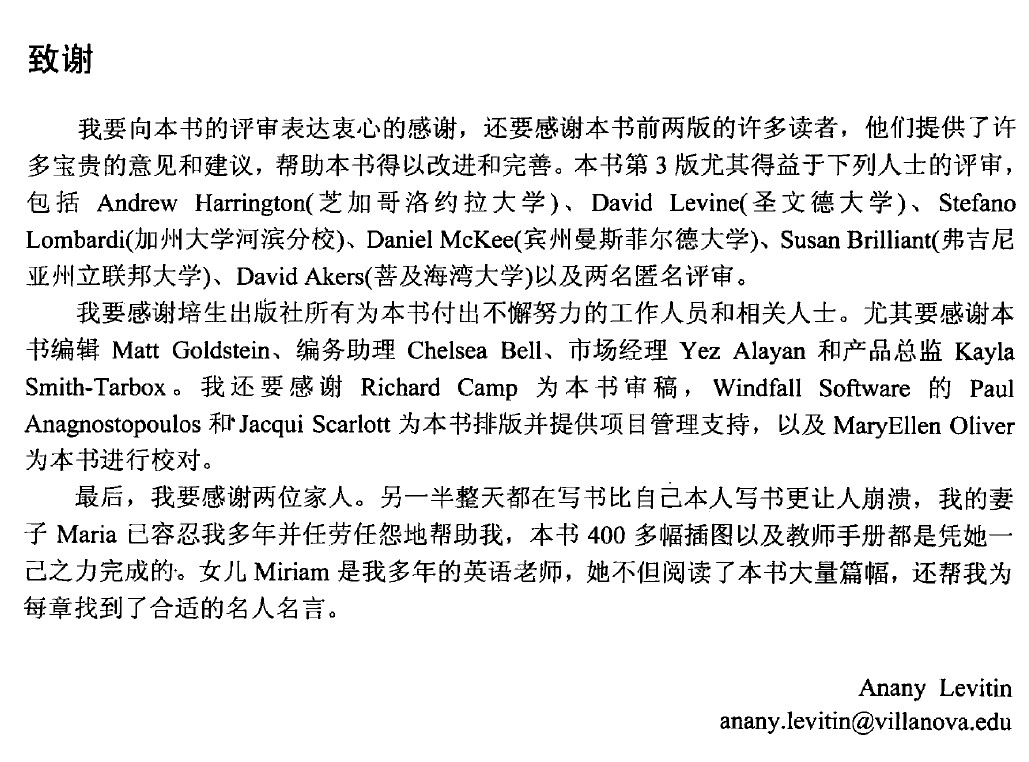 致谢
我要向本书的评审表达衷心的感谢，还要感谢本书前两版的许多读者，他们提供了许
多宝贵的意见和建议，帮助本书得以改进和完善。本书第 3 版尤其得益于下列人士的评审，
包括 Andrew Harrington(芝加哥洛约拉大学)、David Levine(圣文德大学)、Stefano
Lombardi(加州大学河滨分校)、Daniel McKee(宾州曼斯菲尔德大学)、Susan Brilliant(弗吉尼
亚州立联邦大学)、David Akers(菩及海湾大学)以及两名匿名评审。
我要感谢培生出版社所有为本书付出不懈努力的工作人员和相关人士。尤其要感谢本
书编辑 Matt Goldstein、编务助理 Chelsea Bell、市场经理 Yez Alayan 和产品总监 Kayla
Smith-Tarbox。我还要感谢 Richard Camp 为本书审稿，Windfall Software 的 Paul
Anagnostopoulos 和 Jacqui Scarlott 为本书排版并提供项目管理支持，以及 MaryEllen Oliver
为本书进行校对。
最后，我要感谢两位家人。另一半整天都在写书比自己本人写书更让人崩溃，我的妻
子 Maria 已容忍我多年并任劳任怨地帮助我，本书 400 多幅插图以及教师手册都是凭她一
己之力完成的。女儿 Miriam 是我多年的英语老师，她不但阅读了本书大量篇幅，还帮我为
每章找到了合适的名人名言。
Anany Levitin
anany.levitin@villanova.edu